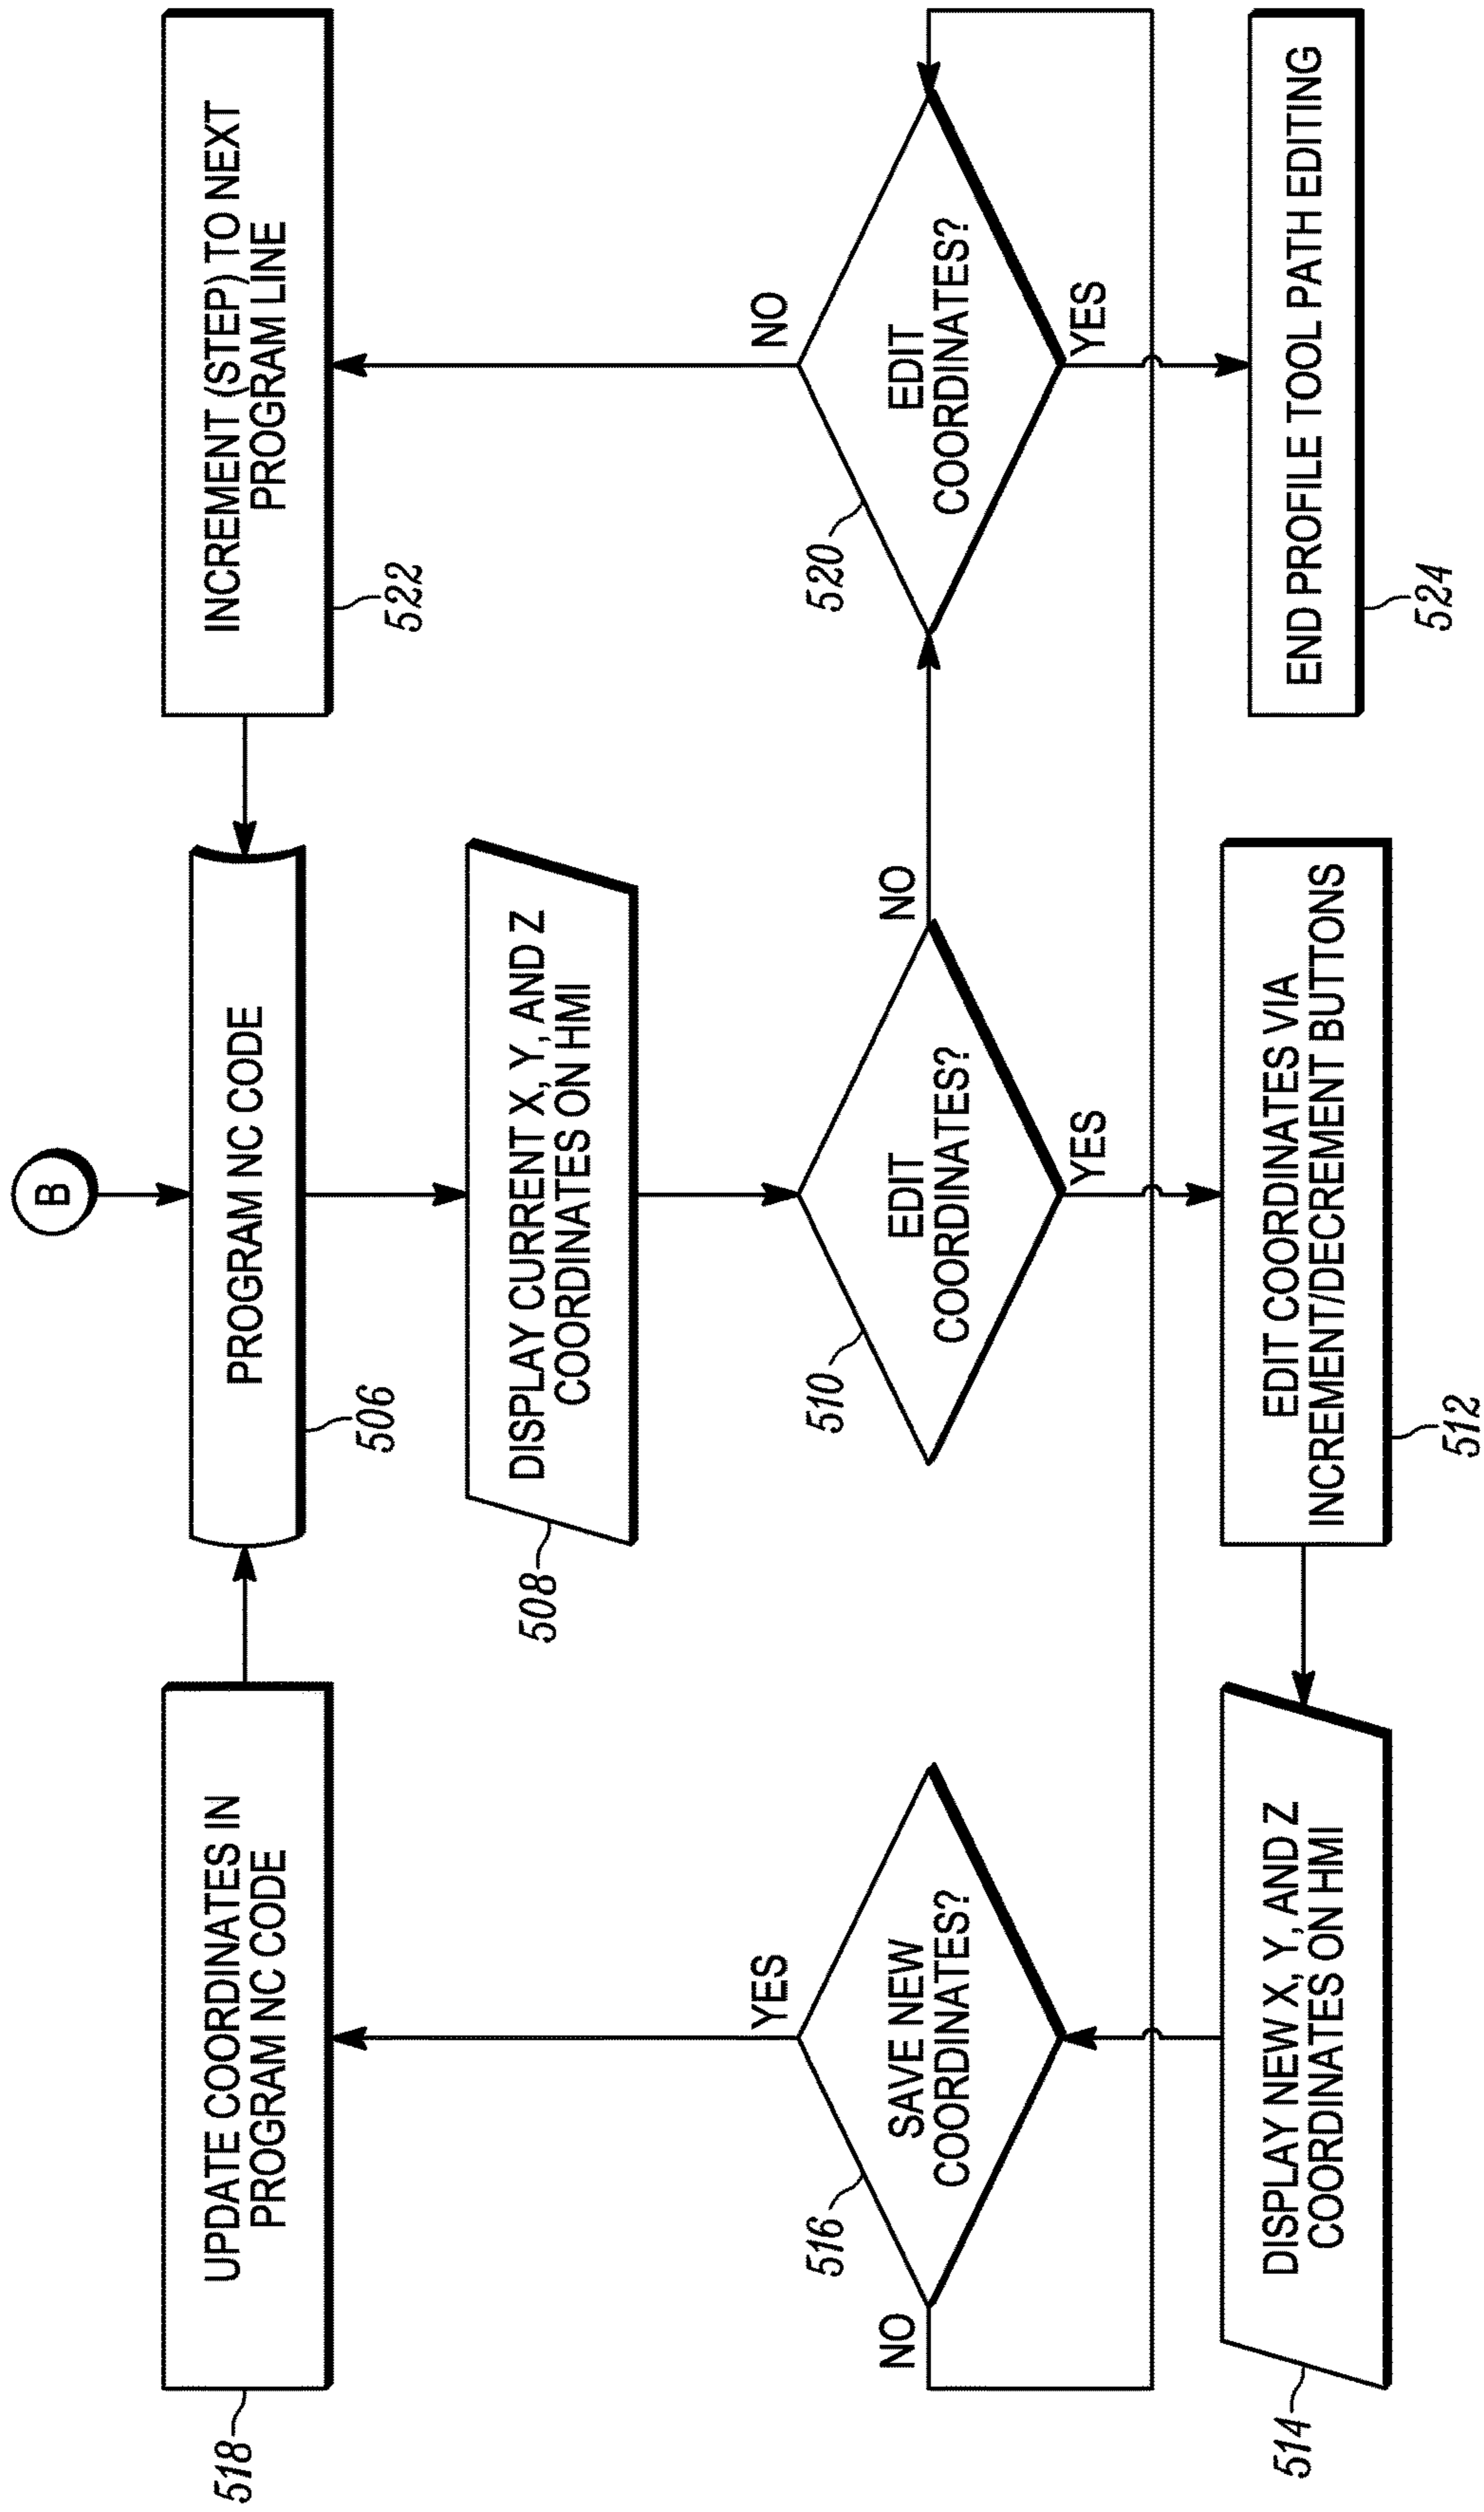 B
UPDATE COORDINATES IN
PROGRAM NC CODE
518
PROGRAM NC CODE
506
INCREMENT (STEP) TO NEXT
PROGRAM LINE
522
DISPLAY CURRENT X, Y, AND Z
COORDINATES ON HMI
508
YES
NO
SAVE NEW
COORDINATES?
516
NO
EDIT
COORDINATES?
510
NO
YES
EDIT
COORDINATES?
520
YES
DISPLAY NEW X, Y, AND Z
COORDINATES ON HMI
514
EDIT COORDINATES VIA
INCREMENT/DECREMENT BUTTONS
512
END PROFILE TOOL PATH EDITING
524